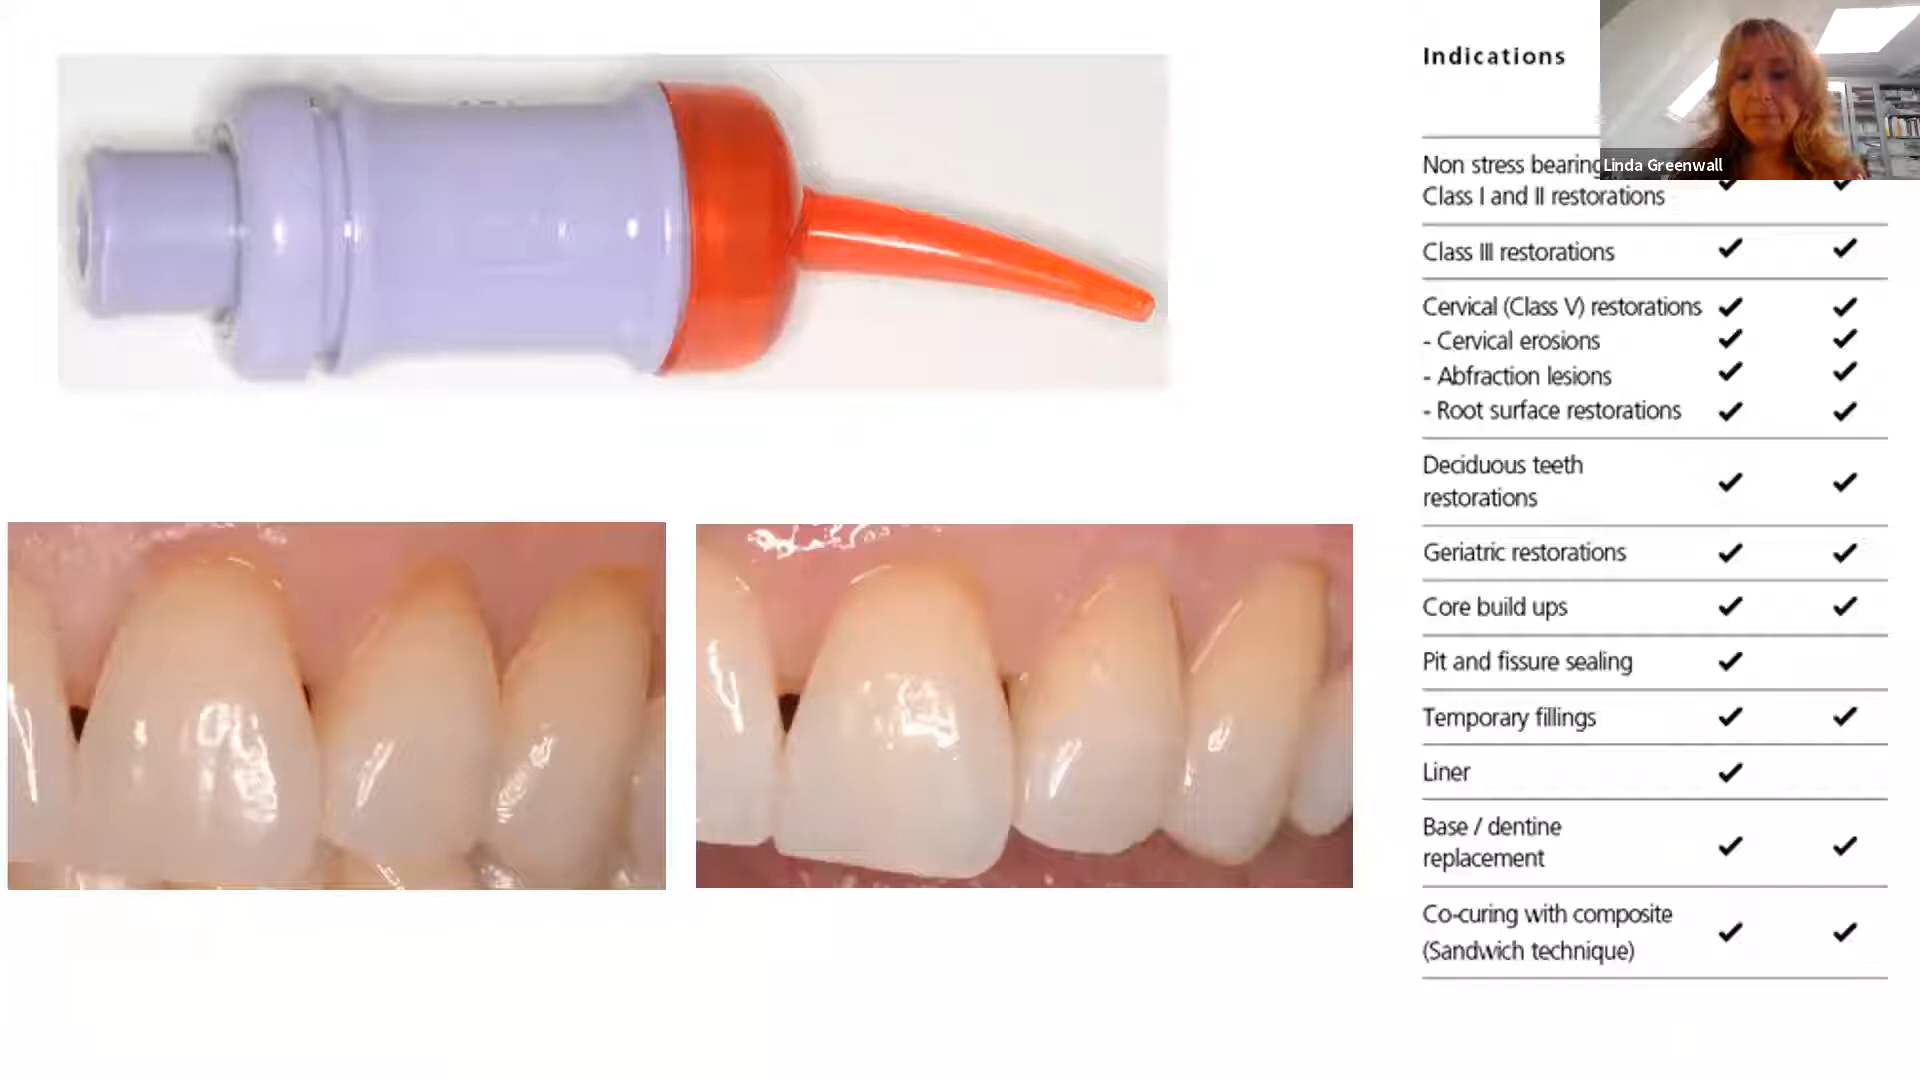 Indications
Linda Greenwall
Non stress bearing
Class I and II restorations
Class III restorations
Cervical (Class V) restorations
- Cervical erosions
- Abfraction lesions
- Root surface restorations
Deciduous teeth
restorations
Geriatric restorations
Core build ups
Pit and fissure sealing
Temporary fillings
Liner
Base / dentine
replacement
Co-curing with composite
(Sandwich technique)